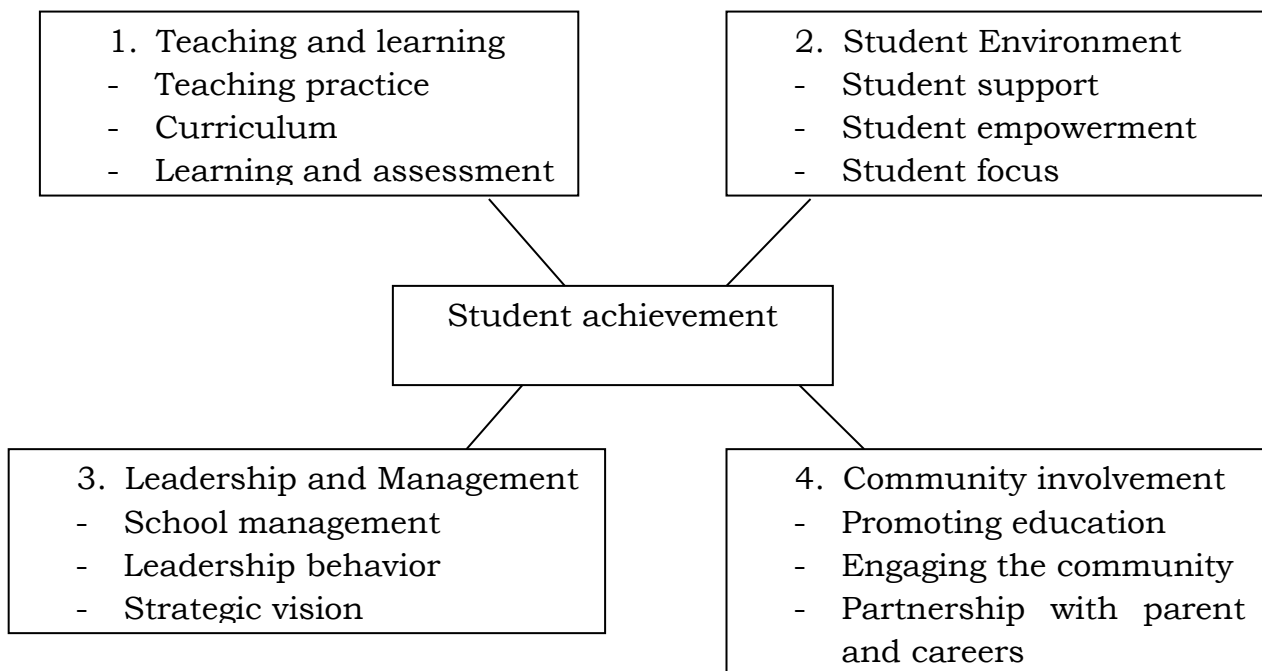 1. Teaching and learning
- Teaching practice
- Curriculum
- Learning and assessment
2. Student Environment
- Student support
- Student empowerment
- Student focus
Student achievement
3. Leadership and Management
- School management
- Leadership behavior
- Strategic vision
4. Community involvement
- Promoting education
- Engaging the community
- Partnership with parent
and careers